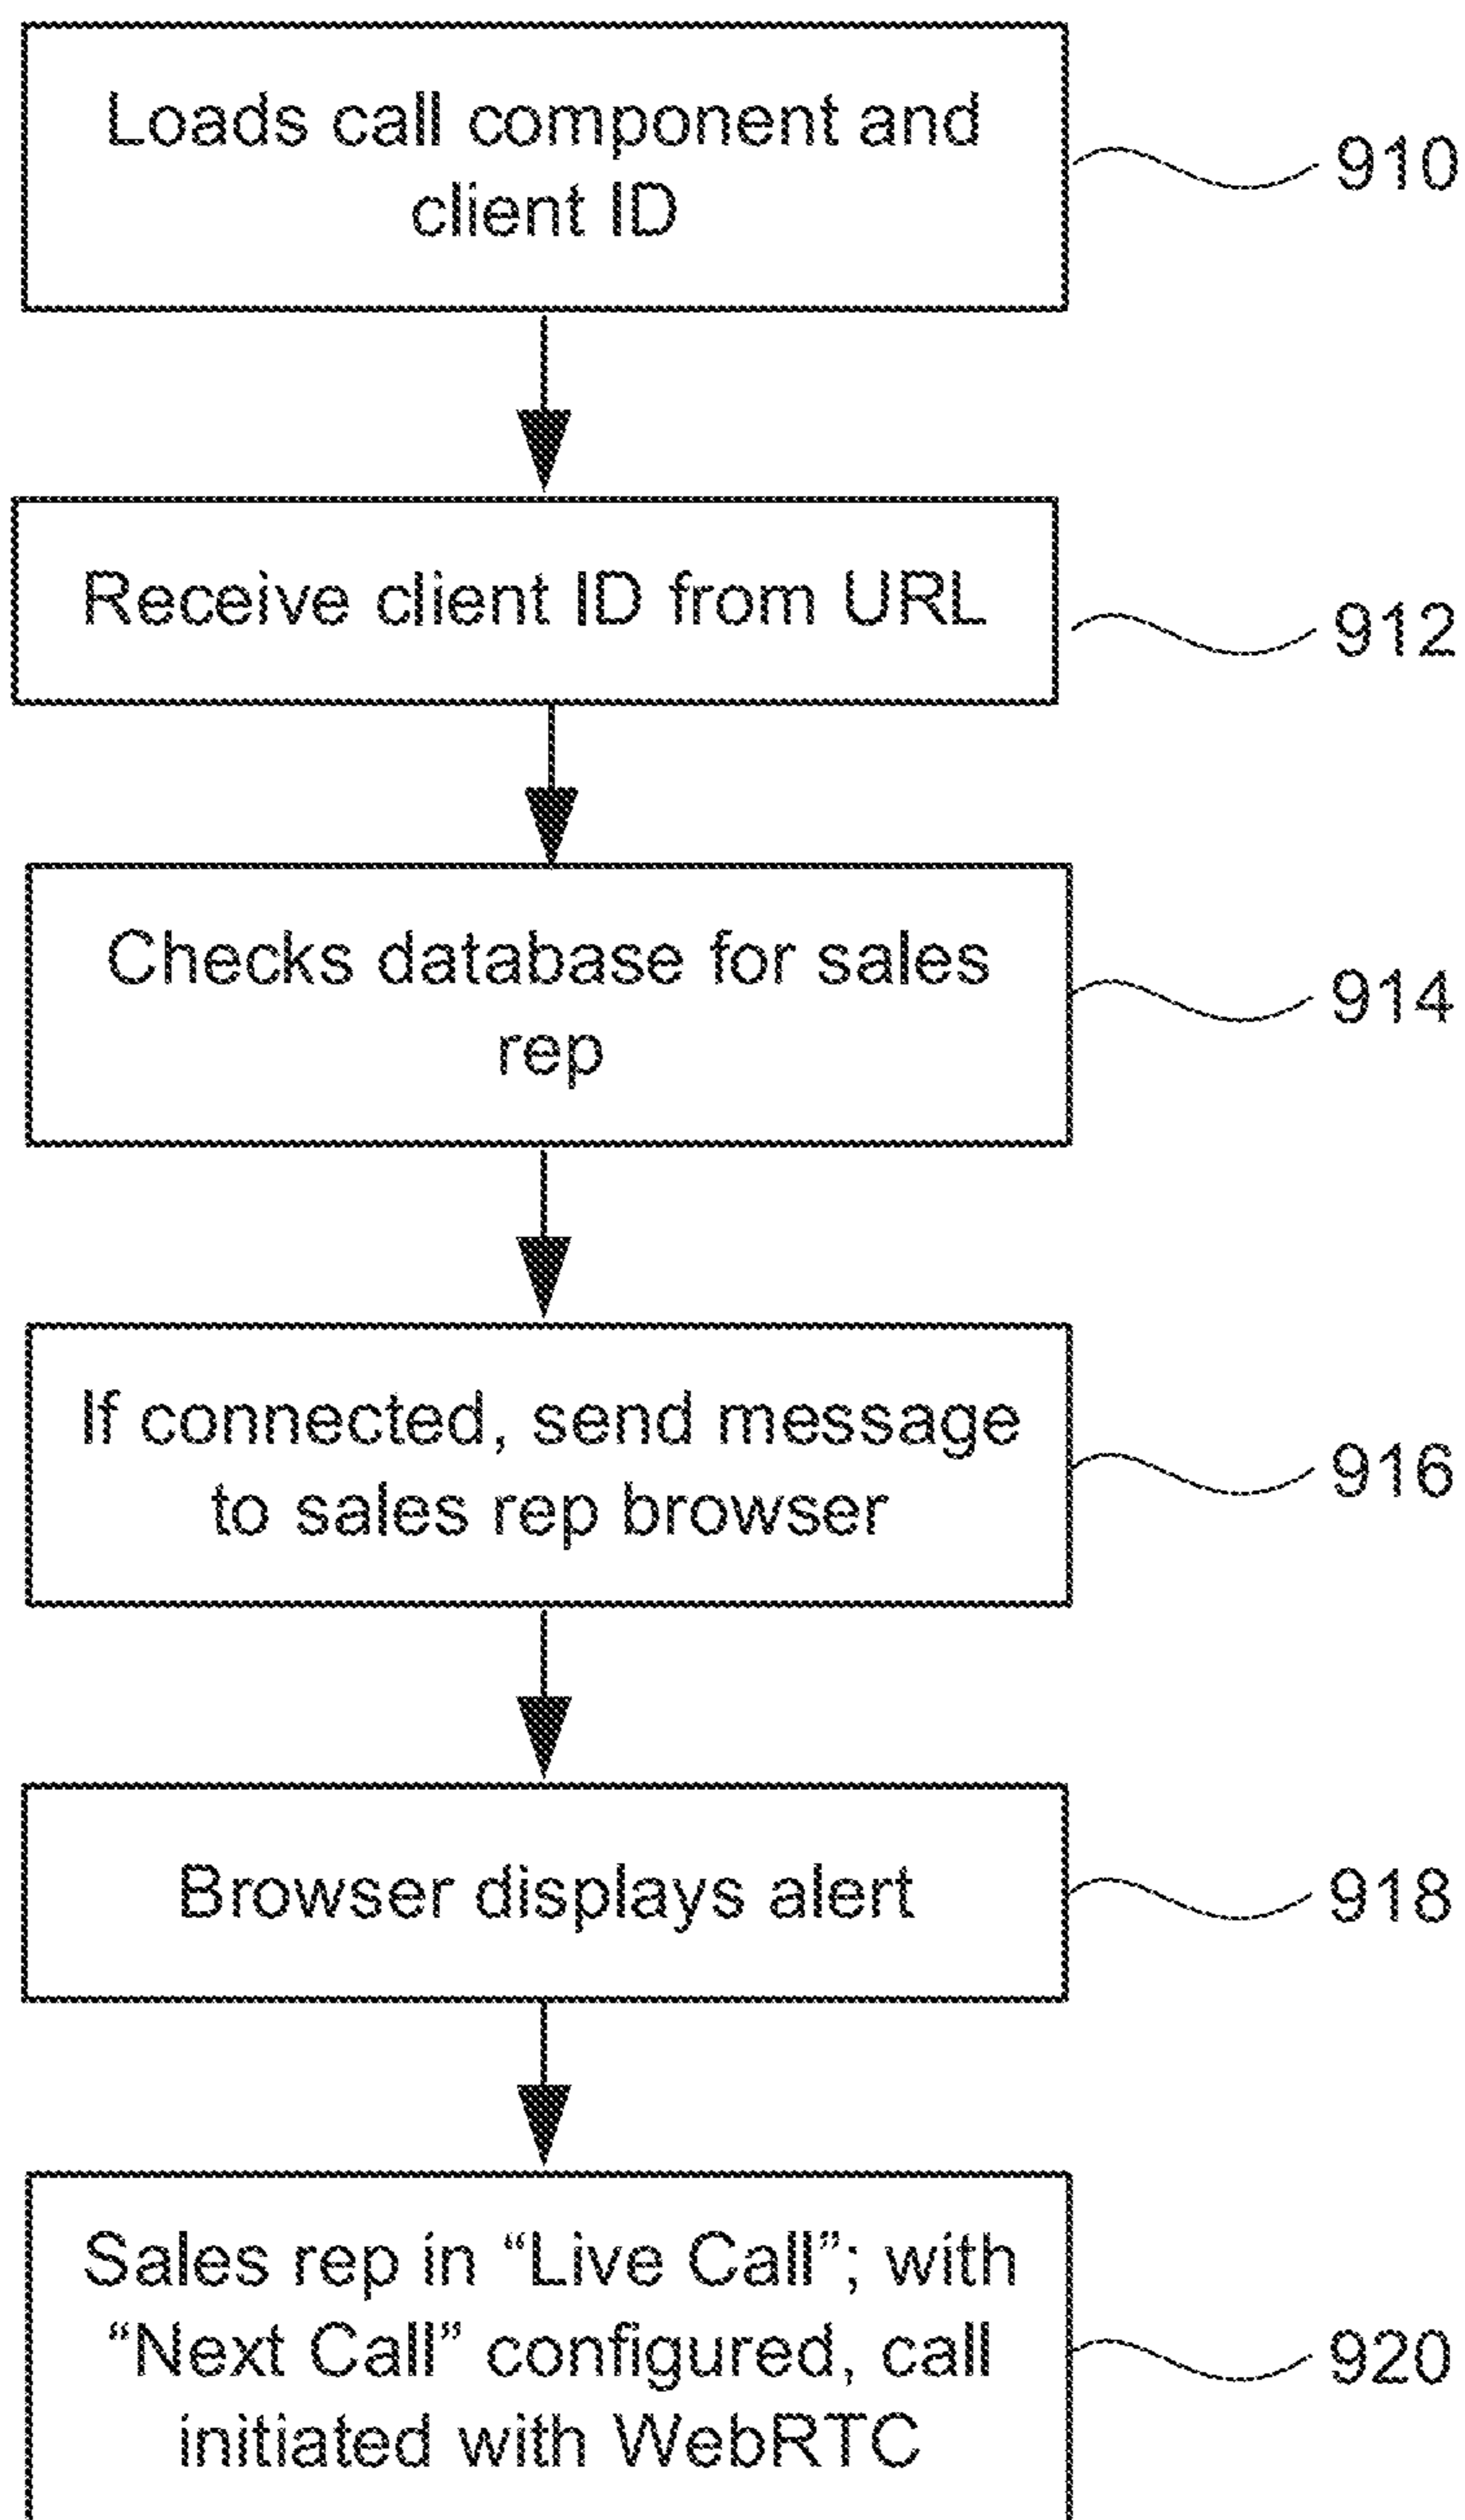 Loads call component and
client ID
910
Receive client ID from URL
912
Checks database for sales
rep
914
If connected, send message
to sales rep browser
916
Browser displays alert
918
Sales rep in “Live Call”; with
“Next Call” configured, call
initiated with WebRTC
920